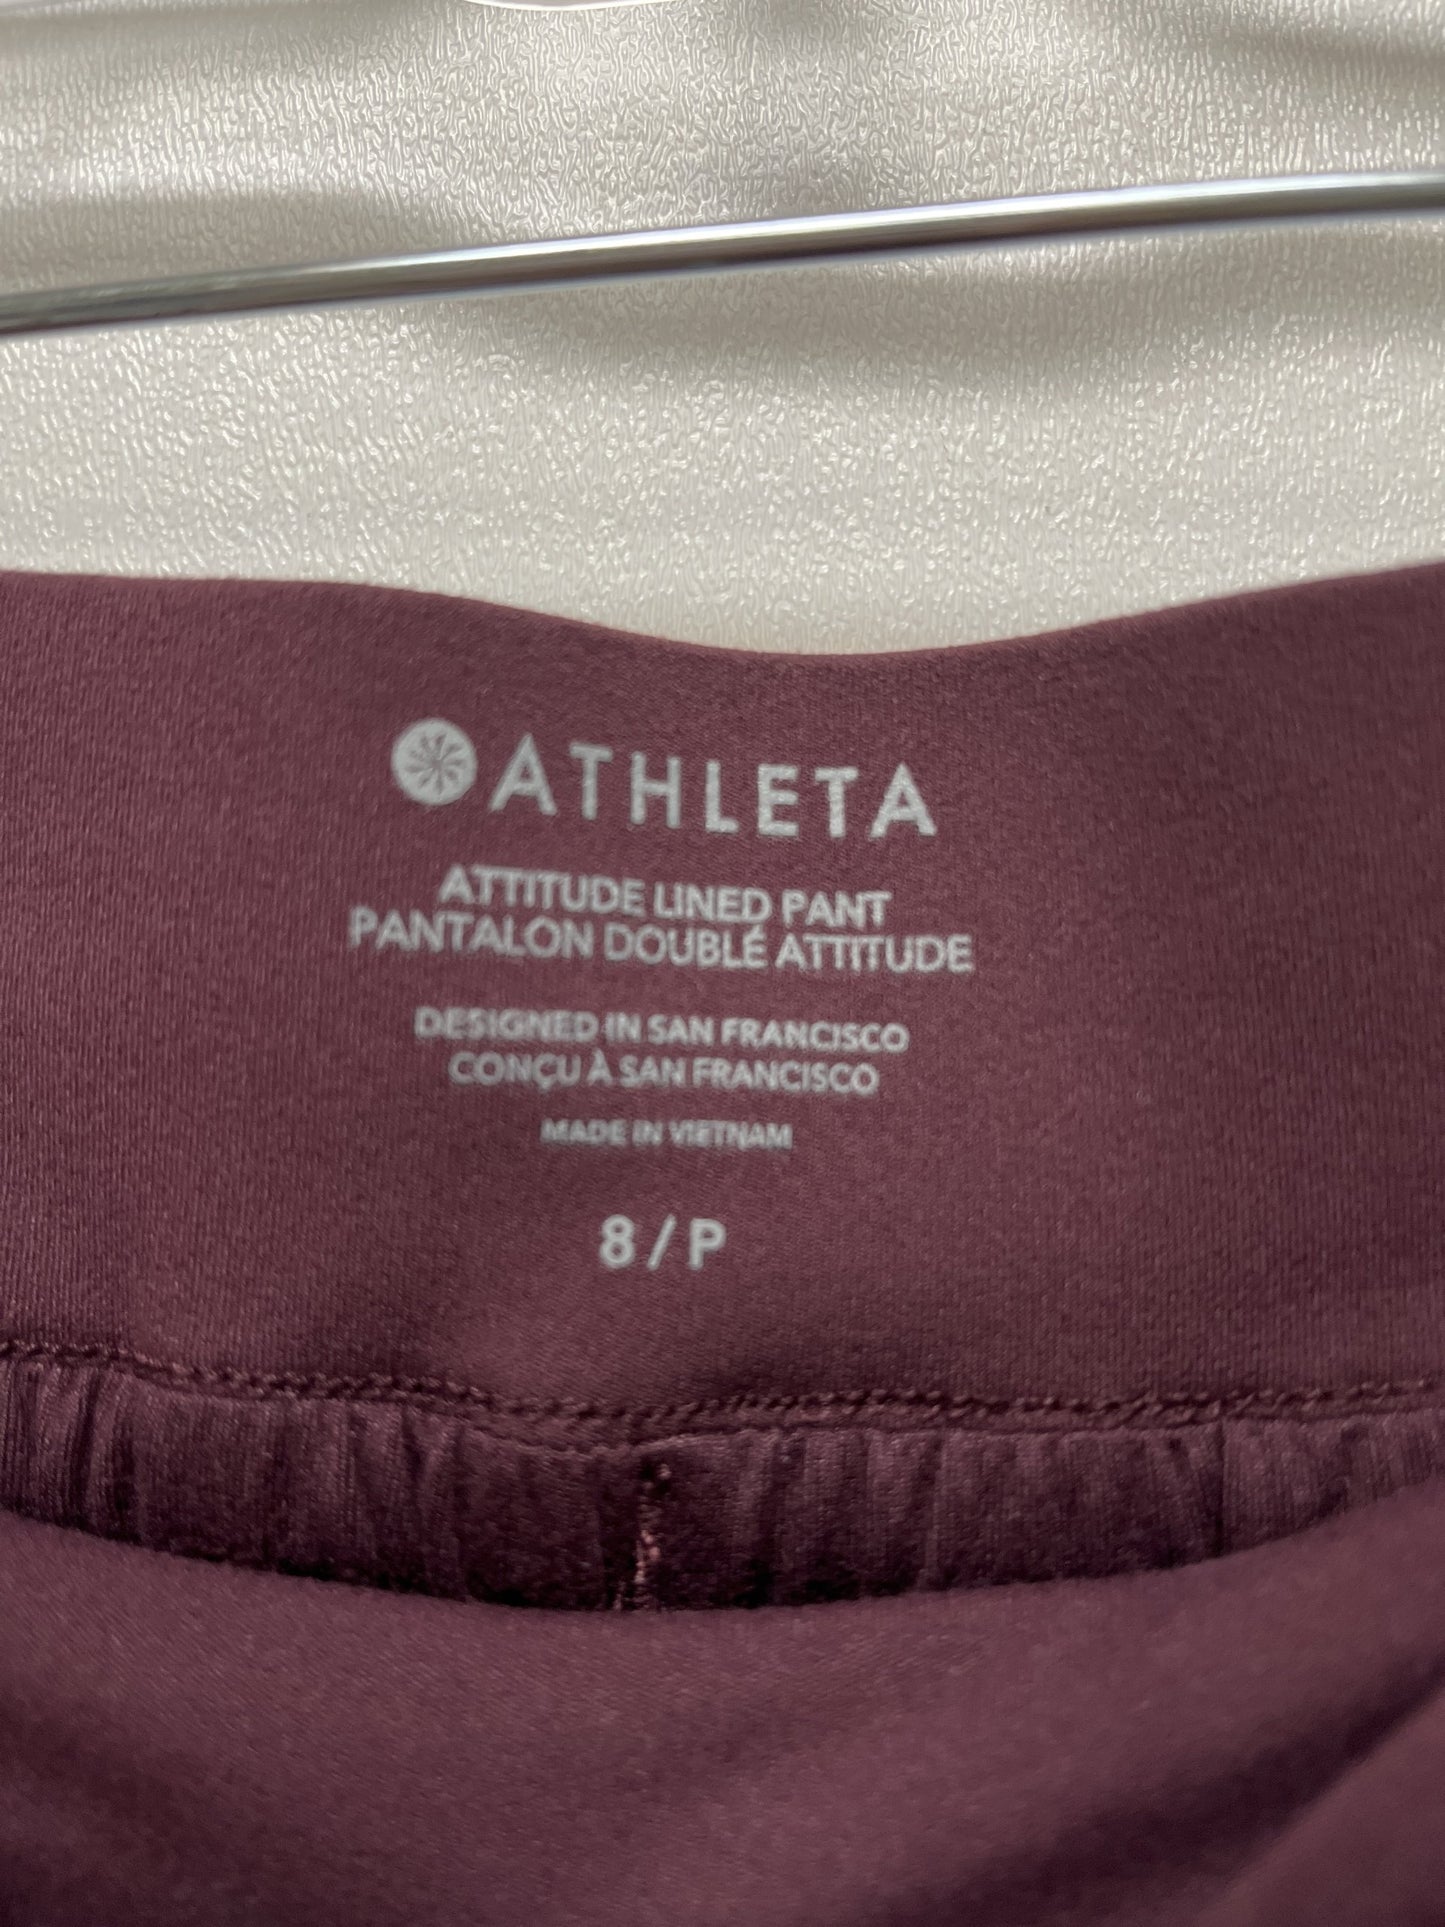 ATHLETA
ATTITUDE LINED PANT
PANTALON DOUBLÉ ATTITUDE
DESIGNED IN SAN FRANCISCO
CONÇU À SAN FRANCISCO
MADE IN VIETNAM
8 / P